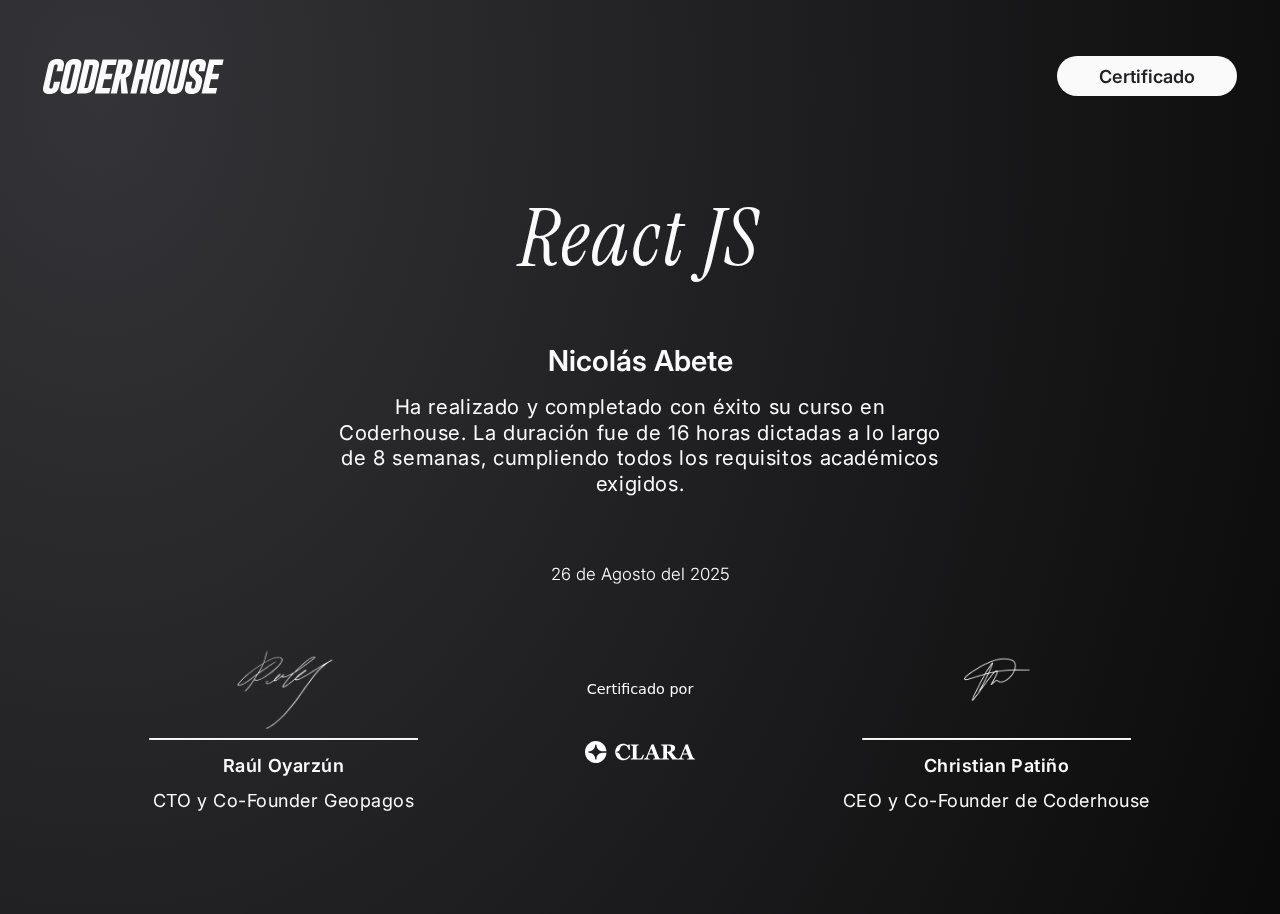 CODERHOUSE
Certificado
React JS
Nicolás Abete
Ha realizado y completado con éxito su curso en
Coderhouse. La duración fue de 16 horas dictadas a lo largo
de 8 semanas, cumpliendo todos los requisitos académicos
exigidos.
26 de Agosto del 2025
Certificado por
CLARA
Raúl Oyarzún
CTO y Co-Founder Geopagos
Christian Patiño
CEO y Co-Founder de Coderhouse